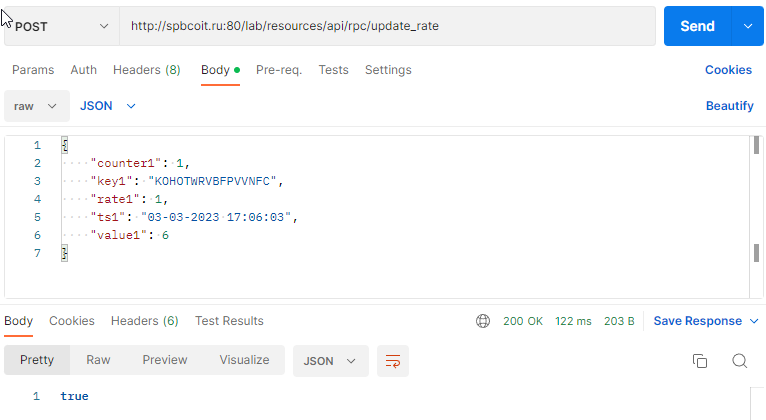 POST http://spbcoit.ru:80/lab/resources/api/rpc/update_rate Send
Params Auth Headers (8) Body Pre-req. Tests Settings Cookies
raw JSON Beautify
1 {
2 "counter1": 1,
3 "key1": "KOHOTWRVBFPVVNFC",
4 "rate1": 1,
5 "ts1": "03-03-2023 17:06:03",
6 "value1": 6
7 }
Body Cookies Headers (6) Test Results 200 OK 122 ms 203 B Save Response
Pretty Raw Preview Visualize JSON
1 true